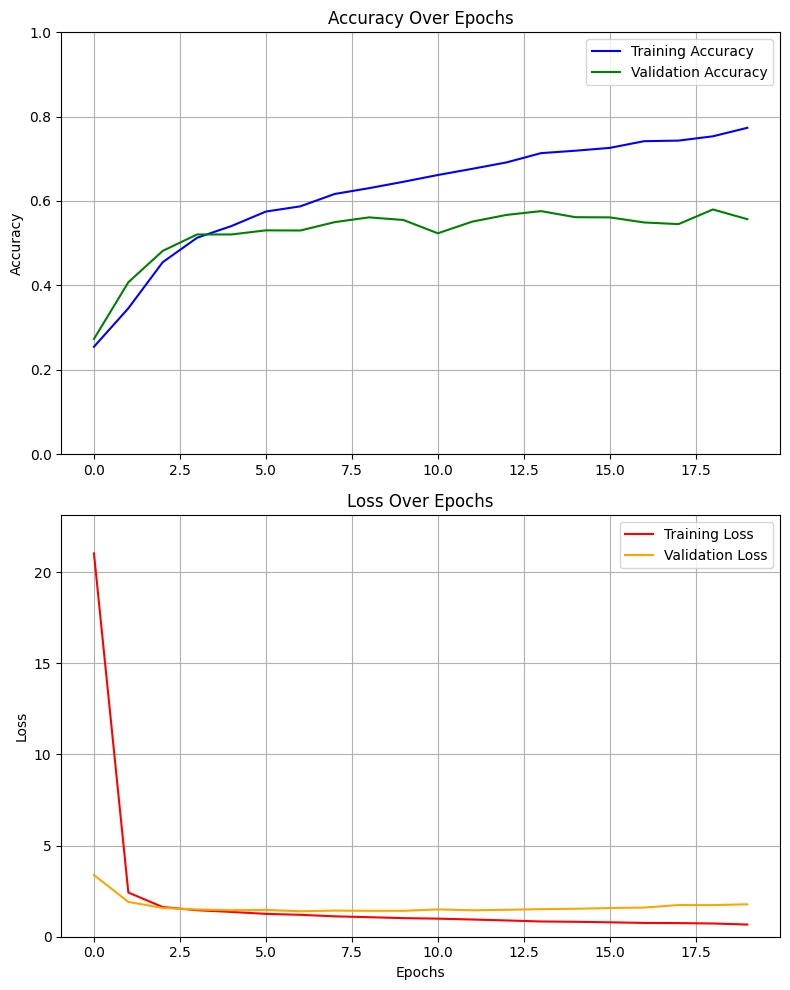 Accuracy Over Epochs
Training Accuracy
Validation Accuracy
Accuracy
1.0
0.8
0.6
0.4
0.2
0.0
0.0 2.5 5.0 7.5 10.0 12.5 15.0 17.5
Loss Over Epochs
Training Loss
Validation Loss
Loss
20
15
10
5
0
0.0 2.5 5.0 7.5 10.0 12.5 15.0 17.5
Epochs